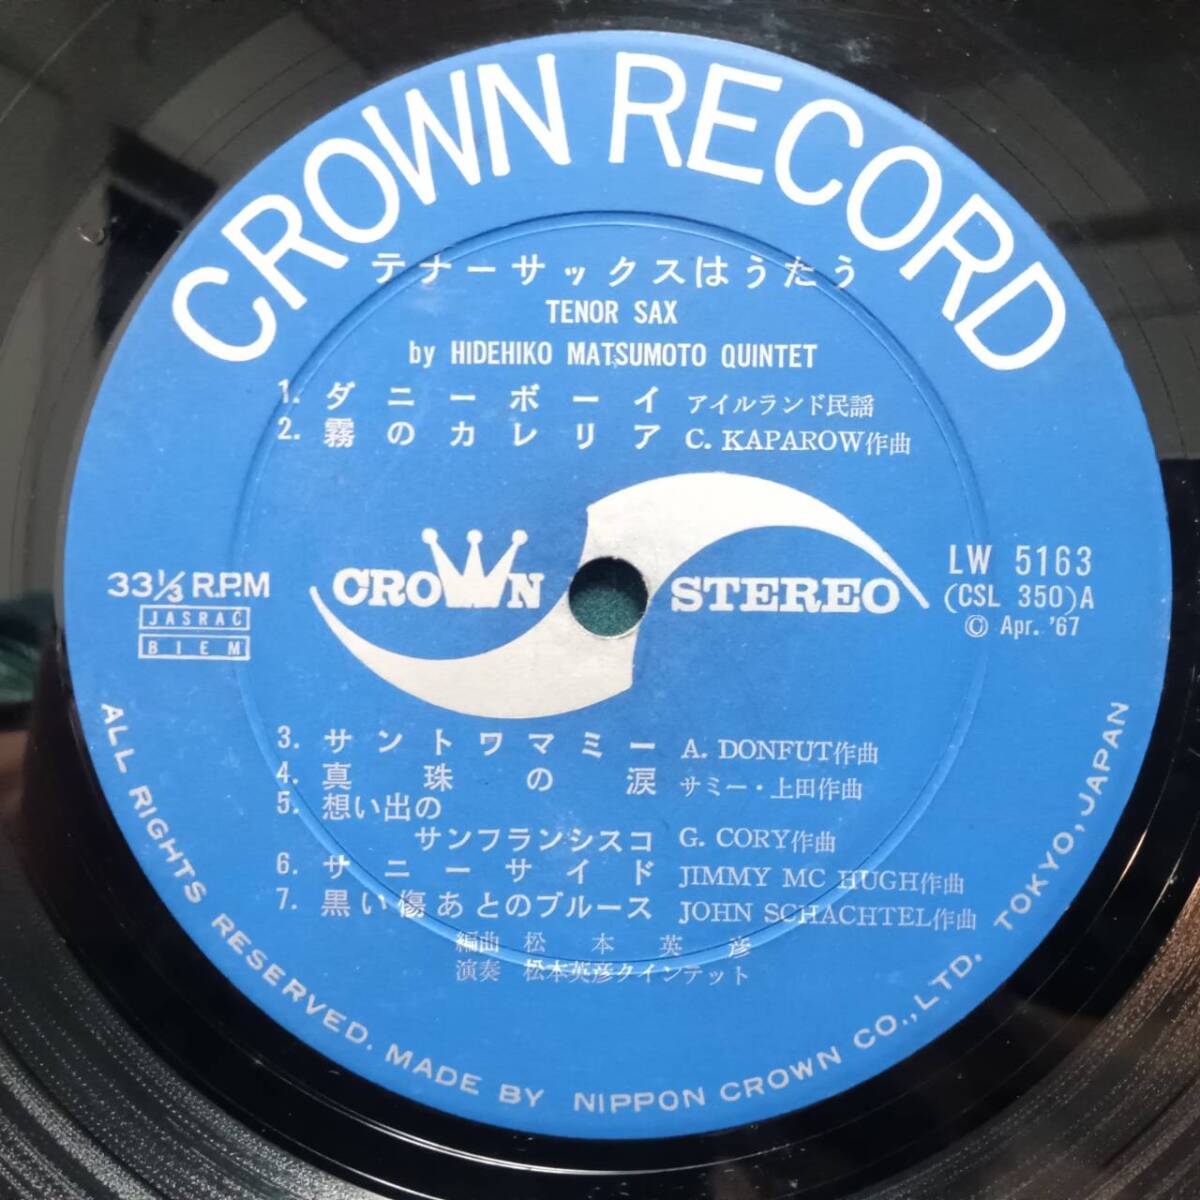 CROWN RECORD
テナーサックスはうたう
TENOR SAX
by HIDEHIKO MATSUMOTO QUINTET
1. ダニーボーイ アイルランド民謡
2. 霧のカレリア C. KAPAROW作曲
CROWN STEREO
33⅓ R.P.M
JASRAC
BIEM
LW 5163
(CSL 350)A
© Apr. '67
3. サントワマミー A. DONFUT作曲
4. 真珠の涙 サミー・上田作曲
5. 想い出の
サンフランシスコ G. CORY作曲
6. サニーサイド JIMMY MC HUGH作曲
7. 黒い傷あとのブルース JOHN SCHACHTEL作曲
編曲 松本英彦
演奏 松本英彦クインテット
ALL RIGHTS RESERVED. MADE BY NIPPON CROWN CO., LTD. TOKYO, JAPAN